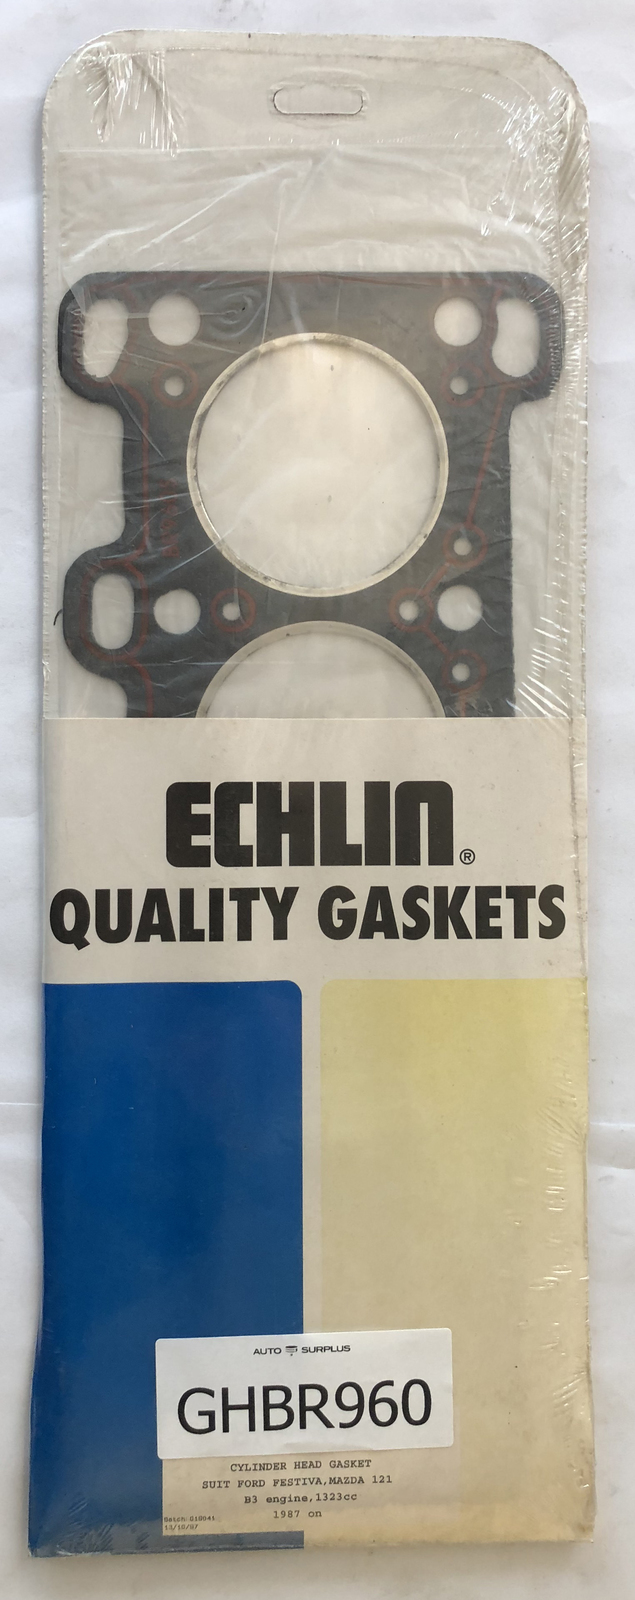 ECHLIN®
QUALITY GASKETS
AUTO SURPLUS
GHBR960
CYLINDER HEAD GASKET
SUIT FORD FESTIVA,MAZDA 121
B3 engine,1323cc
1987 on
Batch